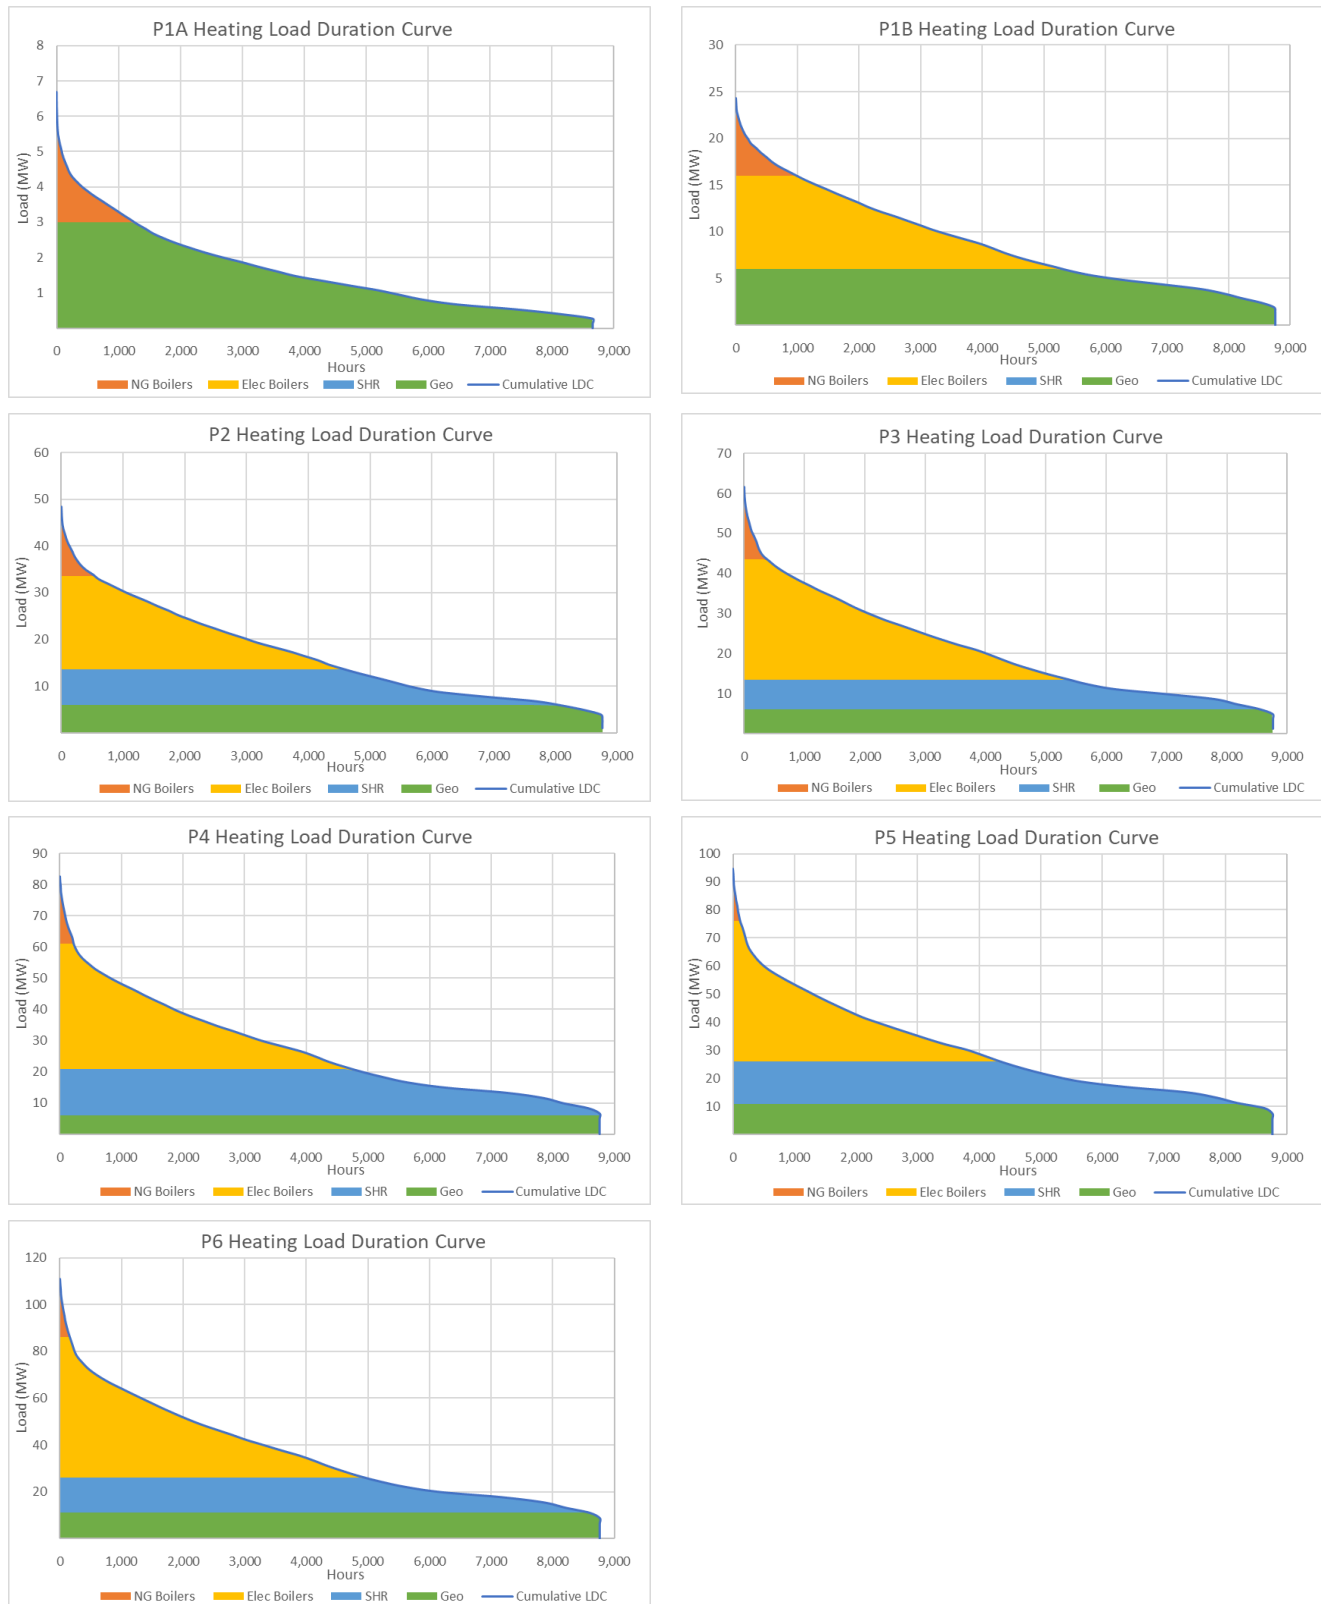 P1A Heating Load Duration Curve
8
7
6
5
4
3
2
1
Load (MW)
0 1,000 2,000 3,000 4,000 5,000 6,000 7,000 8,000 9,000
Hours
NG Boilers Elec Boilers SHR Geo Cumulative LDC
P1B Heating Load Duration Curve
30
25
20
15
10
5
Load (MW)
0 1,000 2,000 3,000 4,000 5,000 6,000 7,000 8,000 9,000
Hours
NG Boilers Elec Boilers SHR Geo Cumulative LDC
P2 Heating Load Duration Curve
60
50
40
30
20
10
Load (MW)
0 1,000 2,000 3,000 4,000 5,000 6,000 7,000 8,000 9,000
Hours
NG Boilers Elec Boilers SHR Geo Cumulative LDC
P3 Heating Load Duration Curve
70
60
50
40
30
20
10
Load (MW)
0 1,000 2,000 3,000 4,000 5,000 6,000 7,000 8,000 9,000
Hours
NG Boilers Elec Boilers SHR Geo Cumulative LDC
P4 Heating Load Duration Curve
90
80
70
60
50
40
30
20
10
Load (MW)
0 1,000 2,000 3,000 4,000 5,000 6,000 7,000 8,000 9,000
Hours
NG Boilers Elec Boilers SHR Geo Cumulative LDC
P5 Heating Load Duration Curve
100
90
80
70
60
50
40
30
20
10
Load (MW)
0 1,000 2,000 3,000 4,000 5,000 6,000 7,000 8,000 9,000
Hours
NG Boilers Elec Boilers SHR Geo Cumulative LDC
P6 Heating Load Duration Curve
120
100
80
60
40
20
Load (MW)
0 1,000 2,000 3,000 4,000 5,000 6,000 7,000 8,000 9,000
Hours
NG Boilers Elec Boilers SHR Geo Cumulative LDC